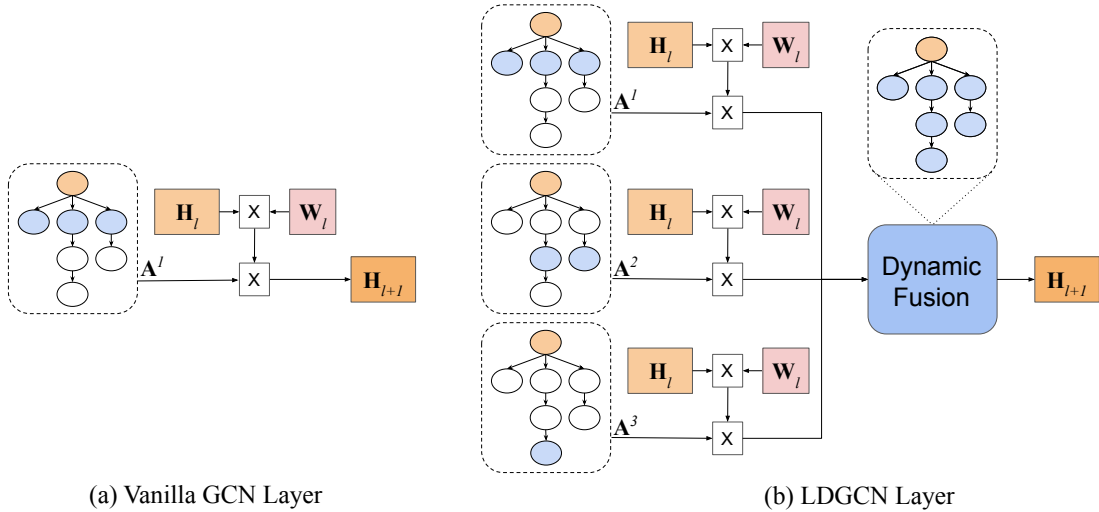 H_l X W_l
A^1 X
H_{l+1}
(a) Vanilla GCN Layer
H_l X W_l
A^1 X
H_l X W_l
A^2 X
H_l X W_l
A^3 X
Dynamic
Fusion
H_{l+1}
(b) LDGCN Layer